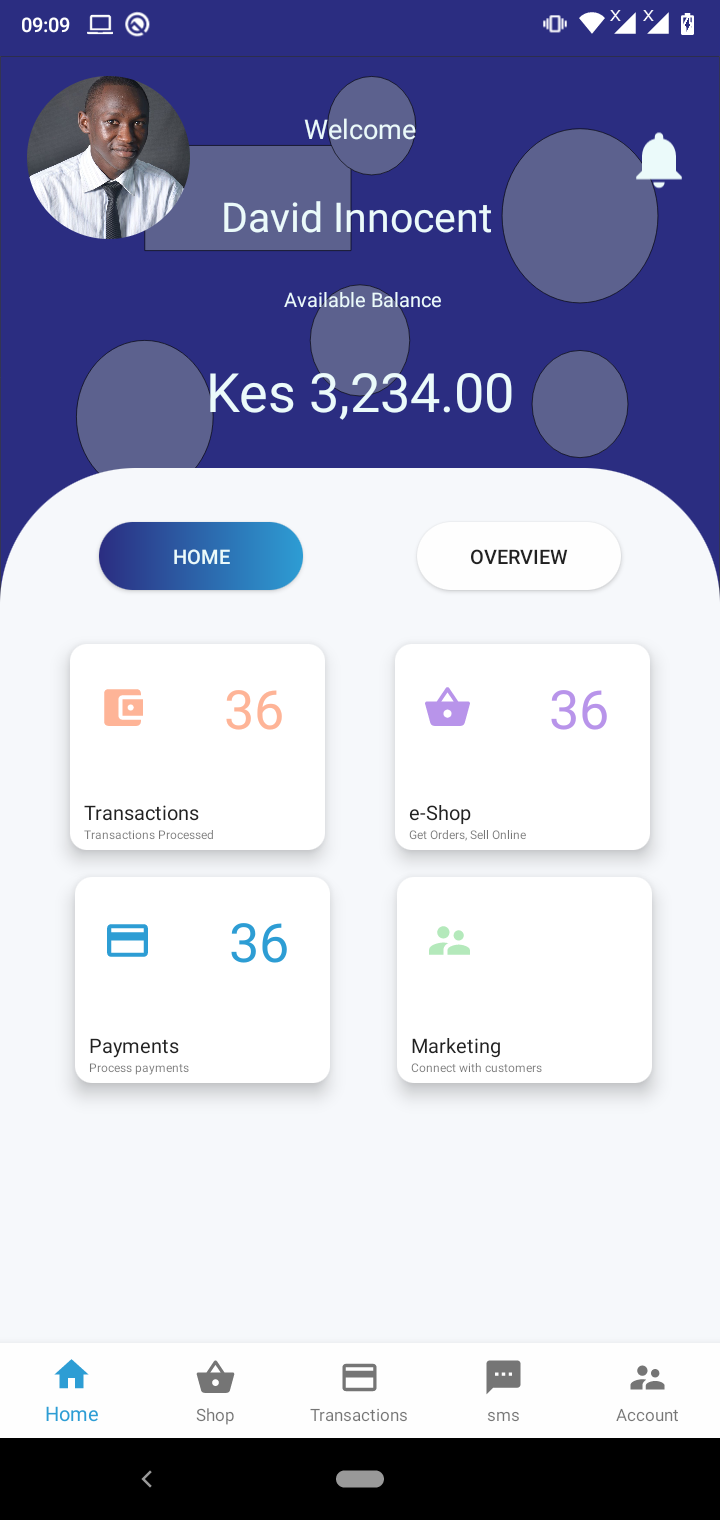 09:09
X X
Welcome
David Innocent
Available Balance
Kes 3,234.00
HOME
OVERVIEW
36
36
Transactions
Transactions Processed
e-Shop
Get Orders, Sell Online
36
Payments
Process payments
Marketing
Connect with customers
Home
Shop
Transactions
sms
Account